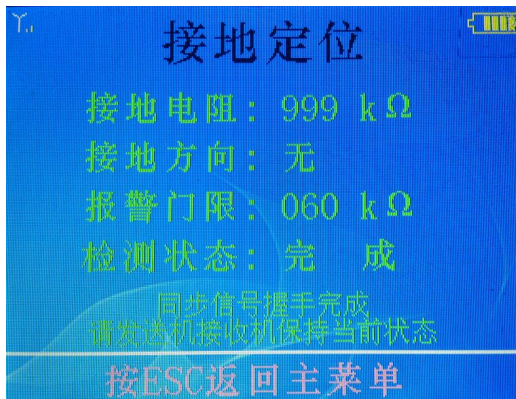 接地定位
接地电阻: 999 kΩ
接地方向: 无
报警门限: 060 kΩ
检测状态: 完 成
同步信号握手完成
请发送机接收机保持当前状态
按ESC返回主菜单